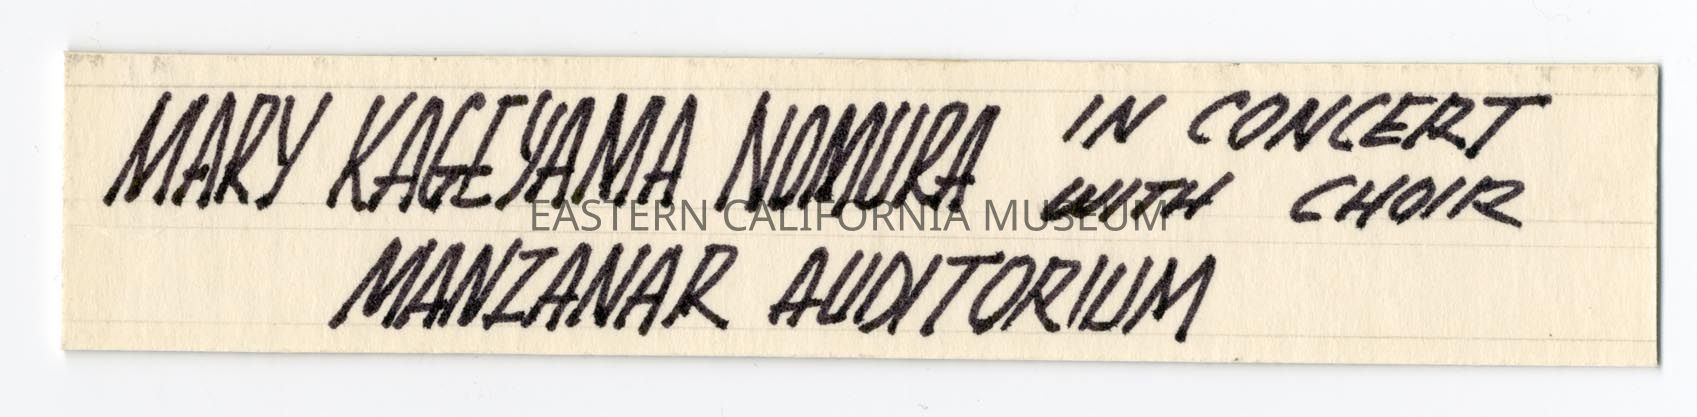 MARY KAGEYAMA NOMURA IN CONCERT
WITH CHOIR
EASTERN CALIFORNIA MUSEUM
MANZANAR AUDITORIUM